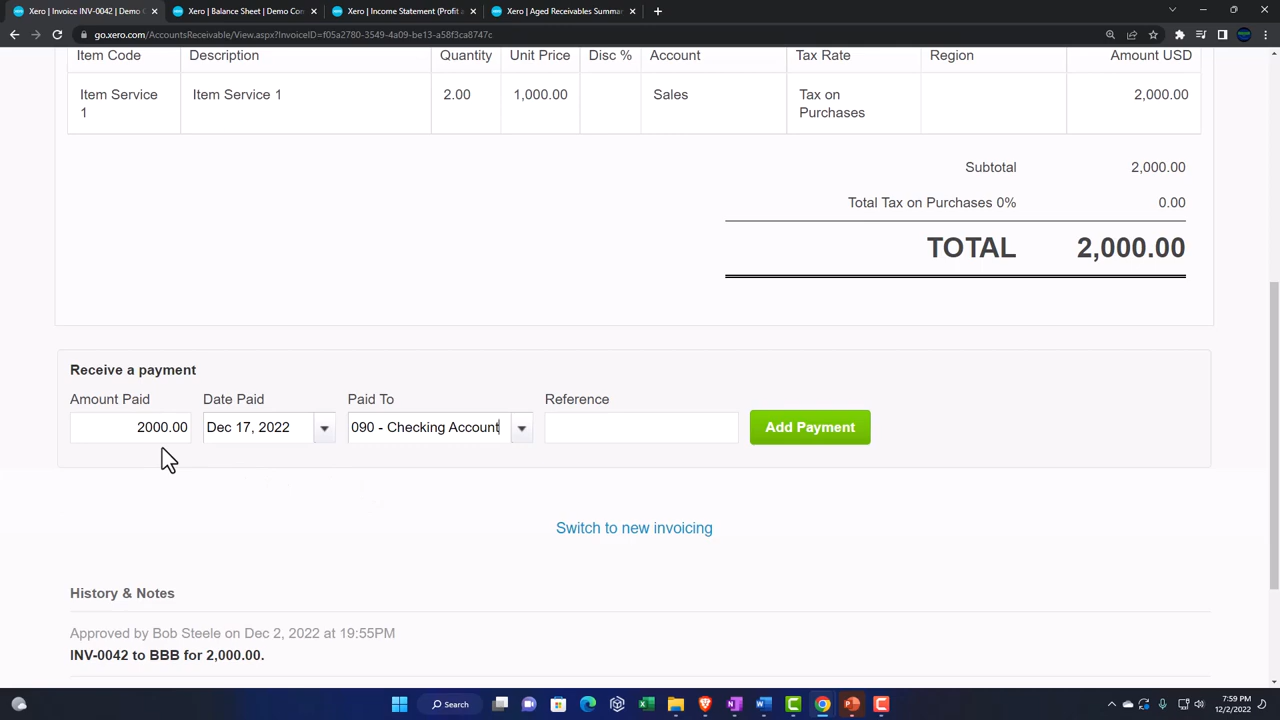 Xero | Invoice INV-0042 | Demo C
Xero | Balance Sheet | Demo Com
Xero | Income Statement (Profit a
Xero | Aged Receivables Summar
go.xero.com/AccountsReceivable/View.aspx?InvoiceID=f05a2780-3549-4a09-be13-a58f3ca8747c
Item Code Description Quantity Unit Price Disc % Account Tax Rate Region Amount USD
Item Service 1 Item Service 1 2.00 1,000.00 Sales Tax on Purchases 2,000.00
Subtotal 2,000.00
Total Tax on Purchases 0% 0.00
TOTAL 2,000.00
Receive a payment
Amount Paid Date Paid Paid To Reference
2000.00 Dec 17, 2022 090 - Checking Account Add Payment
Switch to new invoicing
History & Notes
Approved by Bob Steele on Dec 2, 2022 at 19:55PM
INV-0042 to BBB for 2,000.00.
Search
7:59 PM
12/2/2022